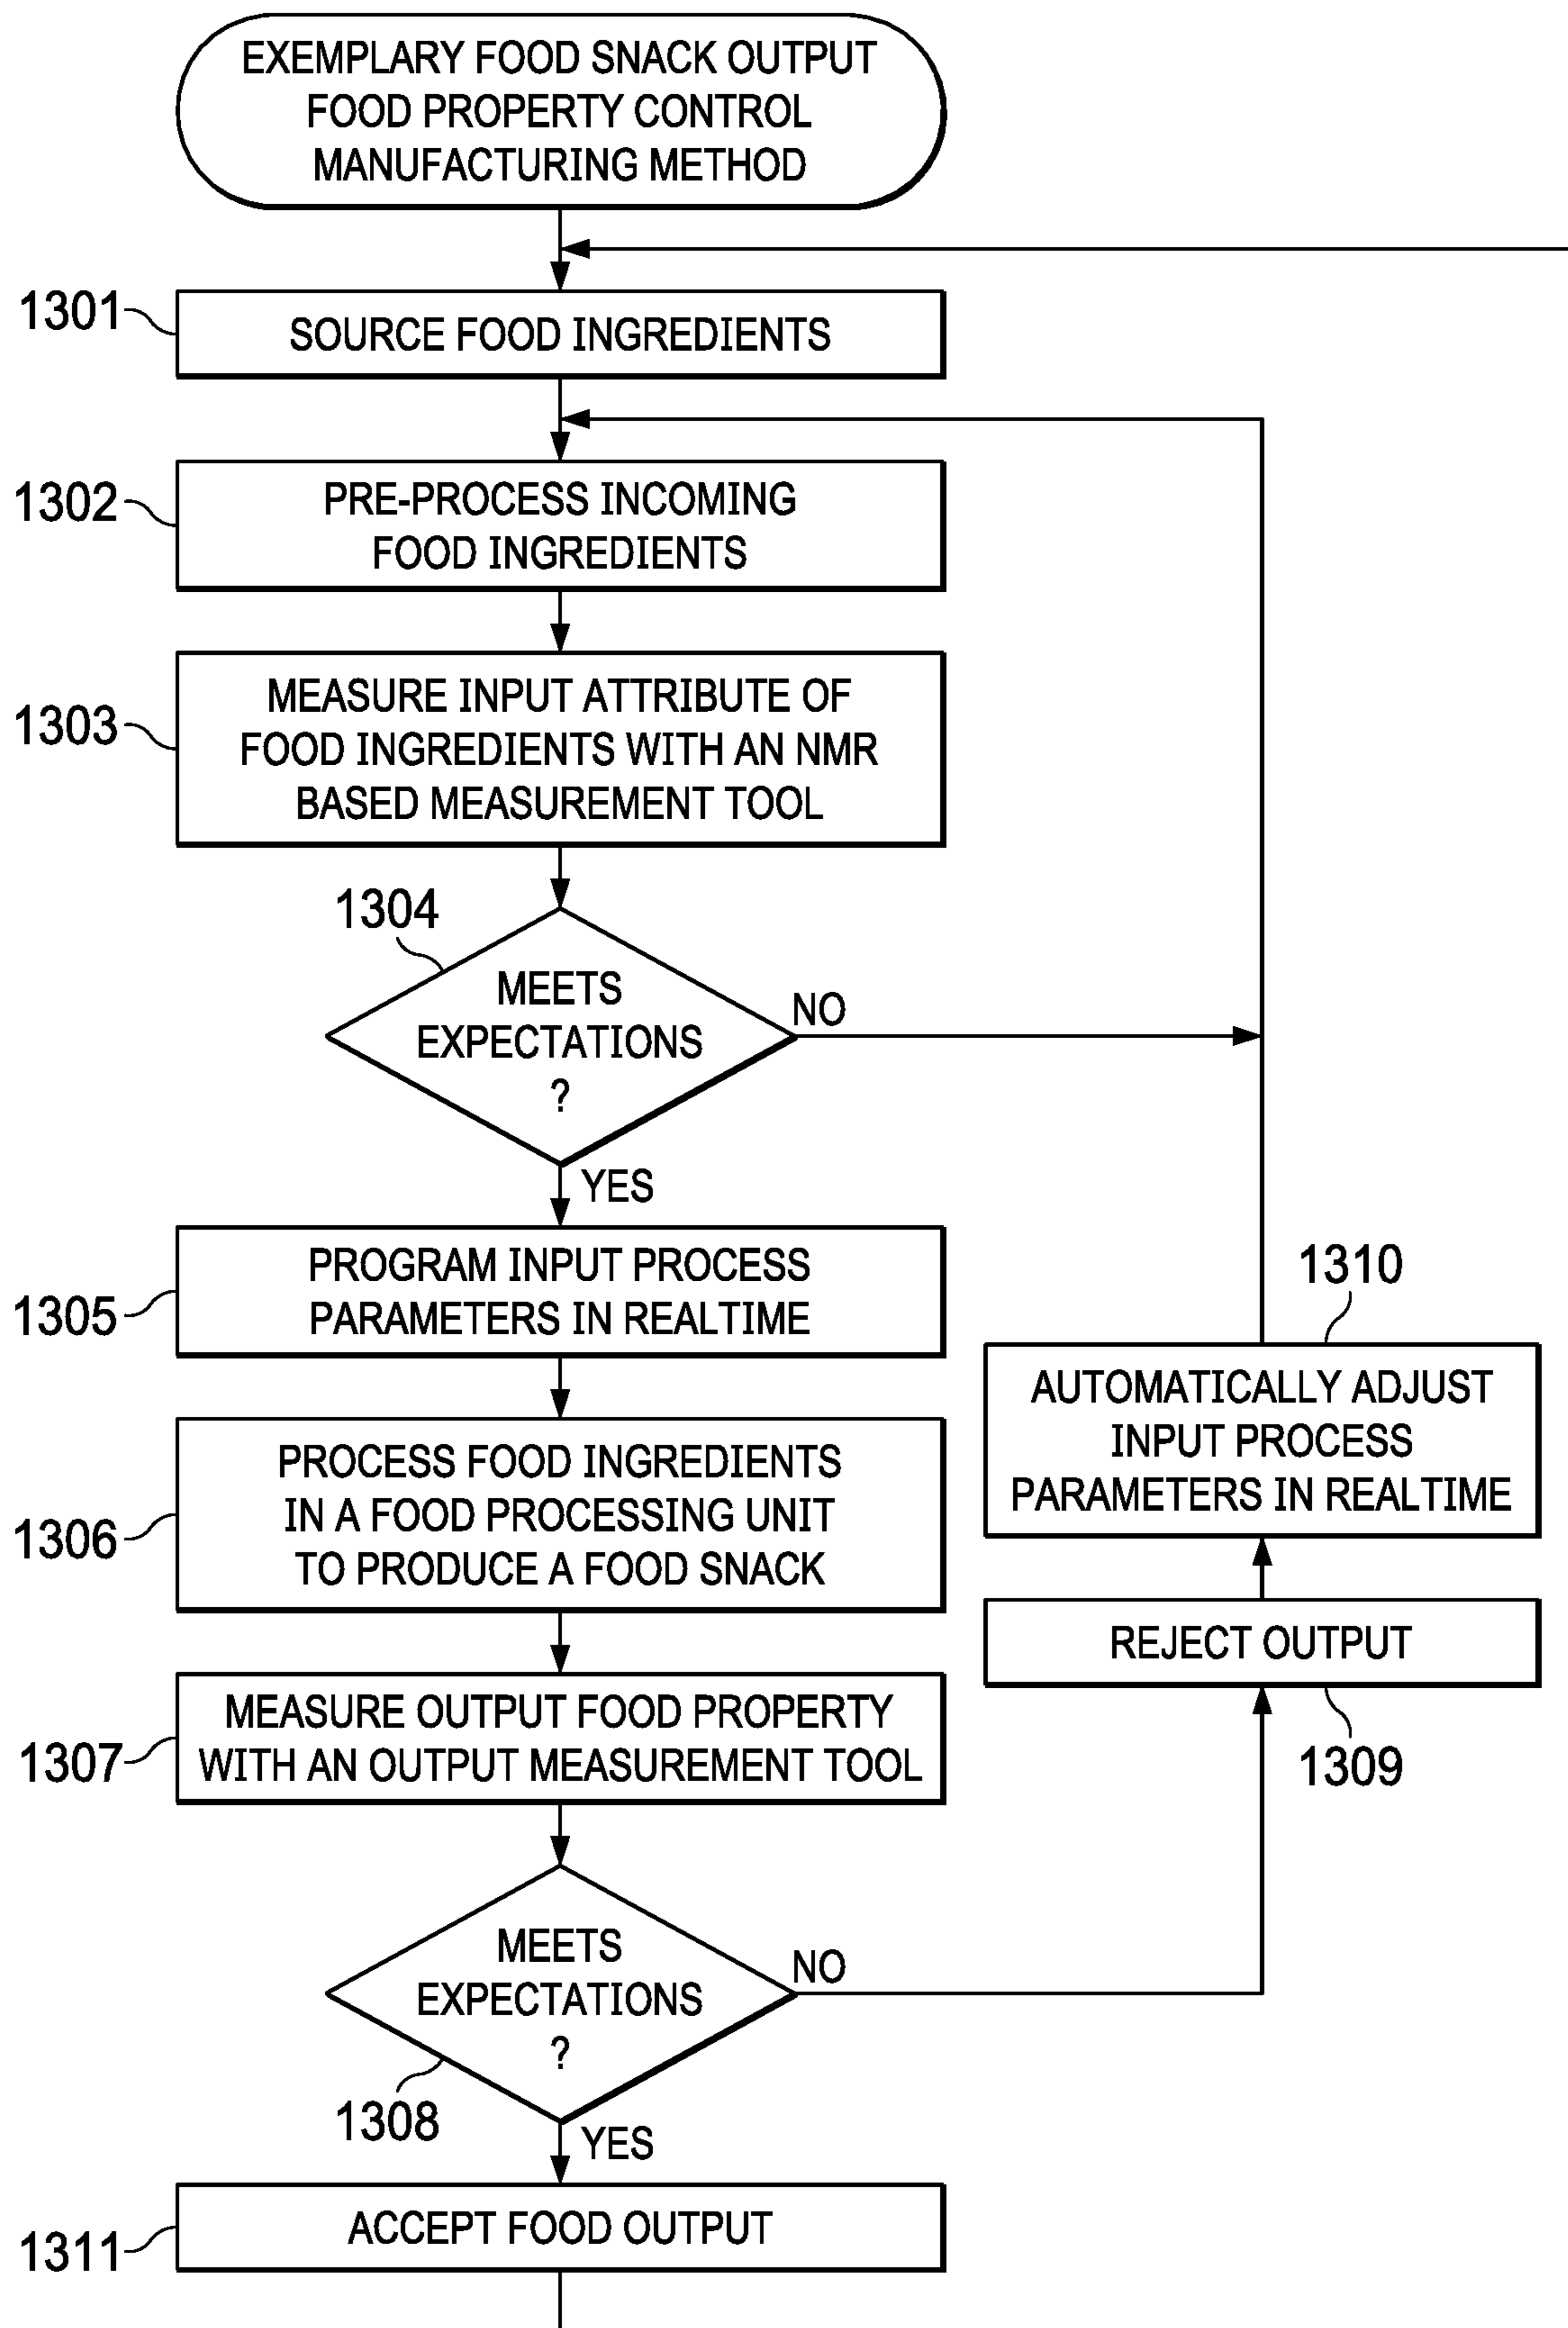 EXEMPLARY FOOD SNACK OUTPUT
FOOD PROPERTY CONTROL
MANUFACTURING METHOD
1301
SOURCE FOOD INGREDIENTS
1302
PRE-PROCESS INCOMING
FOOD INGREDIENTS
1303
MEASURE INPUT ATTRIBUTE OF
FOOD INGREDIENTS WITH AN NMR
BASED MEASUREMENT TOOL
1304
MEETS
EXPECTATIONS
?
NO
YES
1305
PROGRAM INPUT PROCESS
PARAMETERS IN REALTIME
1310
AUTOMATICALLY ADJUST
INPUT PROCESS
PARAMETERS IN REALTIME
1306
PROCESS FOOD INGREDIENTS
IN A FOOD PROCESSING UNIT
TO PRODUCE A FOOD SNACK
REJECT OUTPUT
1309
1307
MEASURE OUTPUT FOOD PROPERTY
WITH AN OUTPUT MEASUREMENT TOOL
MEETS
EXPECTATIONS
?
NO
1308
YES
1311
ACCEPT FOOD OUTPUT